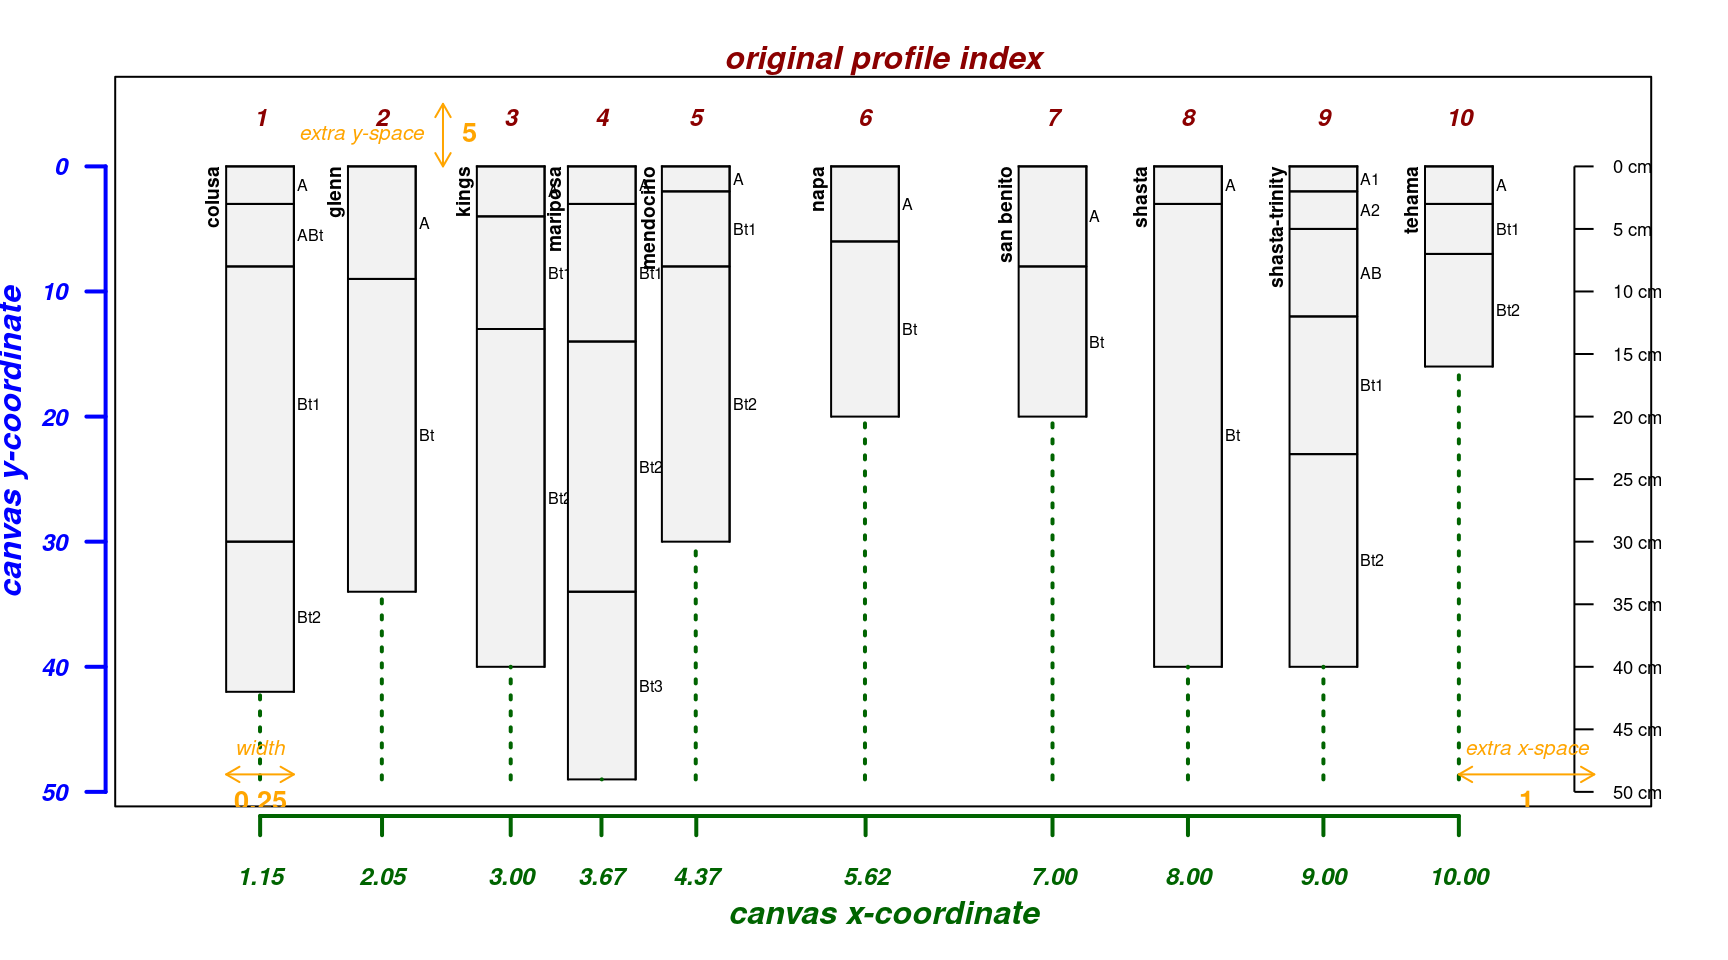 original profile index
1 2 3 4 5 6 7 8 9 10
extra y-space 5
canvas y-coordinate
0
10
20
30
40
50
colusa
A
ABt
Bt1
Bt2
glenn
A
Bt
kings
A
Bt1
Bt2
mariposa
A
Bt1
Bt2
Bt3
mendocino
A
Bt1
Bt2
napa
A
Bt
san benito
A
Bt
shasta
A
Bt
shasta-trinity
A1
A2
AB
Bt1
Bt2
tehama
A
Bt1
Bt2
0 cm
5 cm
10 cm
15 cm
20 cm
25 cm
30 cm
35 cm
40 cm
45 cm
50 cm
width
0.25
extra x-space
1
1.15 2.05 3.00 3.67 4.37 5.62 7.00 8.00 9.00 10.00
canvas x-coordinate